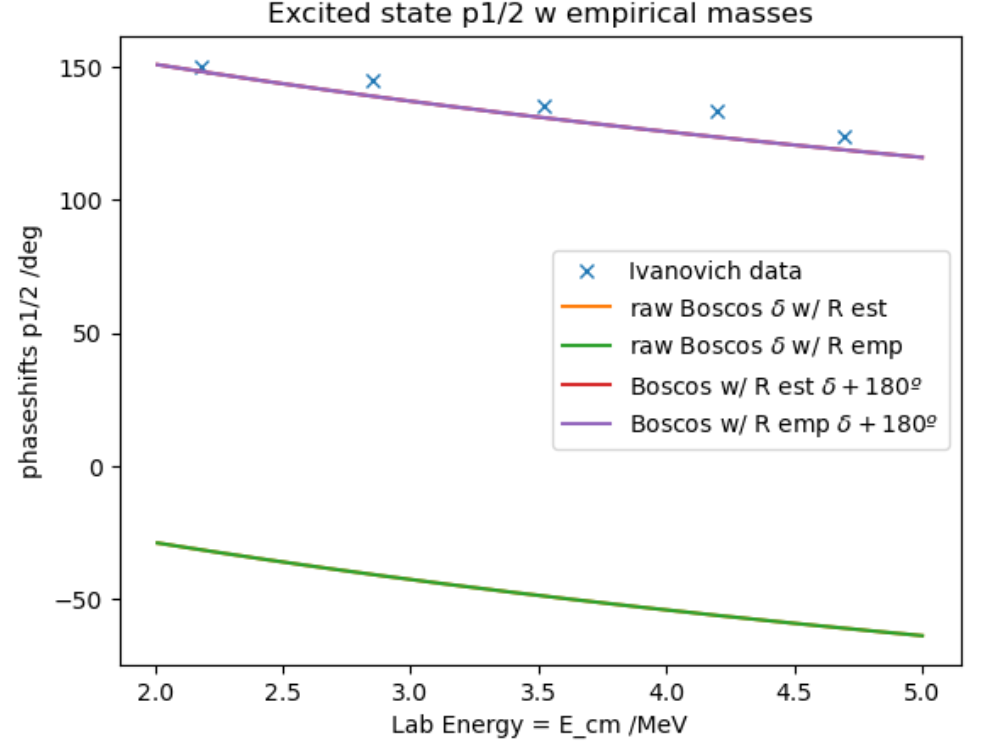 Excited state p1/2 w empirical masses
phaseshifts p1/2 /deg
150
100
50
0
−50
Ivanovich data
raw Boscos δ w/ R est
raw Boscos δ w/ R emp
Boscos w/ R est δ + 180º
Boscos w/ R emp δ + 180º
2.0 2.5 3.0 3.5 4.0 4.5 5.0
Lab Energy = E_cm /MeV